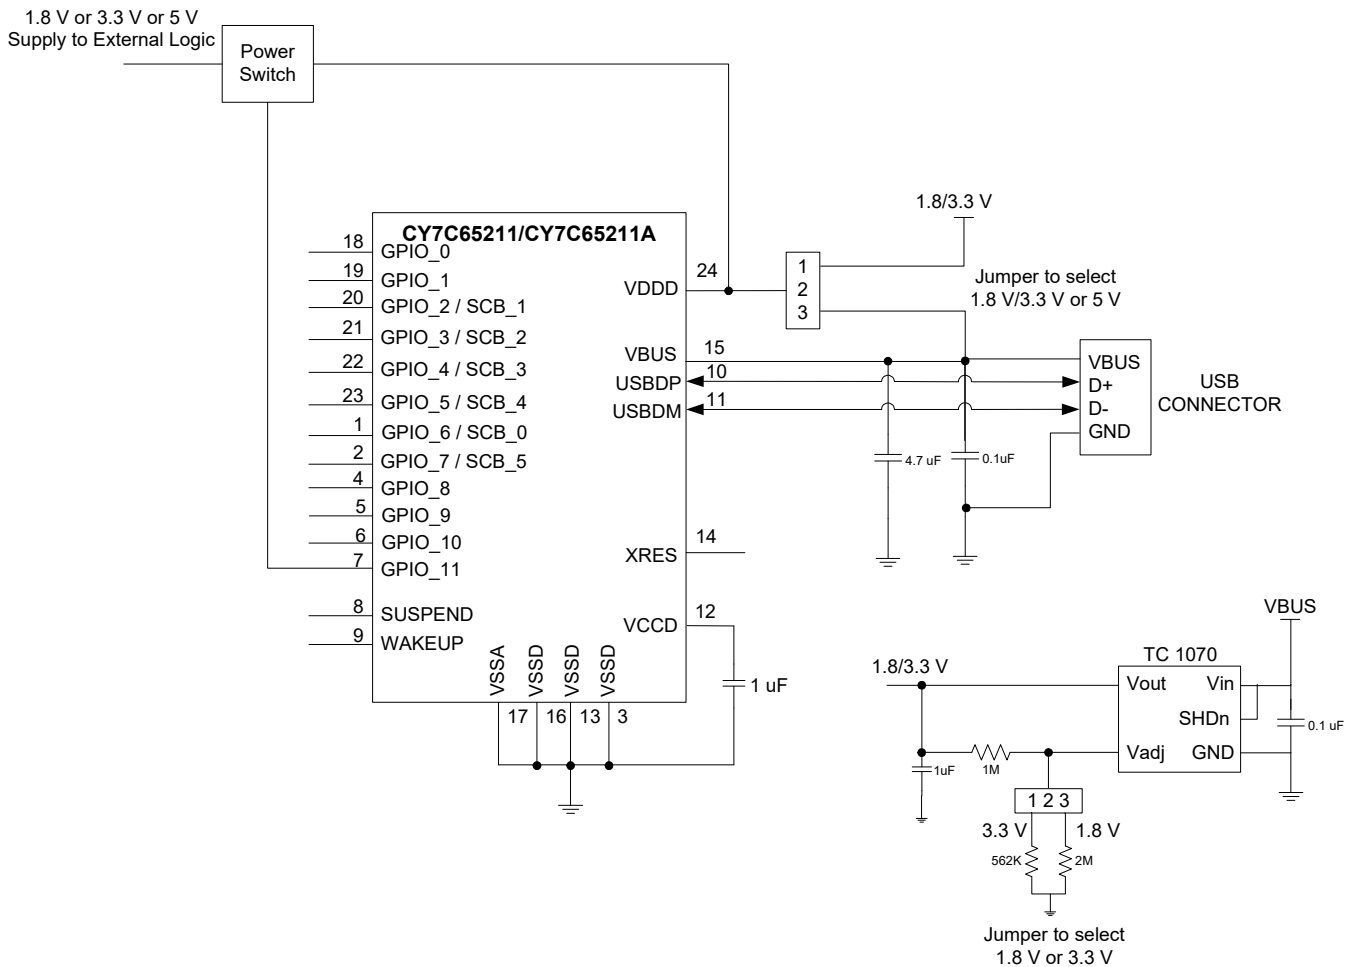 1.8 V or 3.3 V or 5 V
Supply to External Logic
Power
Switch
1.8/3.3 V
CY7C65211/CY7C65211A
18 GPIO_0
19 GPIO_1
20 GPIO_2 / SCB_1
21 GPIO_3 / SCB_2
22 GPIO_4 / SCB_3
23 GPIO_5 / SCB_4
1 GPIO_6 / SCB_0
2 GPIO_7 / SCB_5
4 GPIO_8
5 GPIO_9
6 GPIO_10
7 GPIO_11
8 SUSPEND
9 WAKEUP
VDDD 24
VBUS 15
USBDP 10
USBDM 11
XRES 14
VCCD 12
VSSA
VSSD
VSSD
VSSD
17 16 13 3
1 uF
1
2
3
Jumper to select
1.8 V/3.3 V or 5 V
VBUS
D+
D-
GND
USB
CONNECTOR
4.7 uF
0.1uF
VBUS
TC 1070
1.8/3.3 V
Vout Vin
SHDn
Vadj GND
0.1 uF
1uF
1M
1 2 3
3.3 V 1.8 V
562K 2M
Jumper to select
1.8 V or 3.3 V